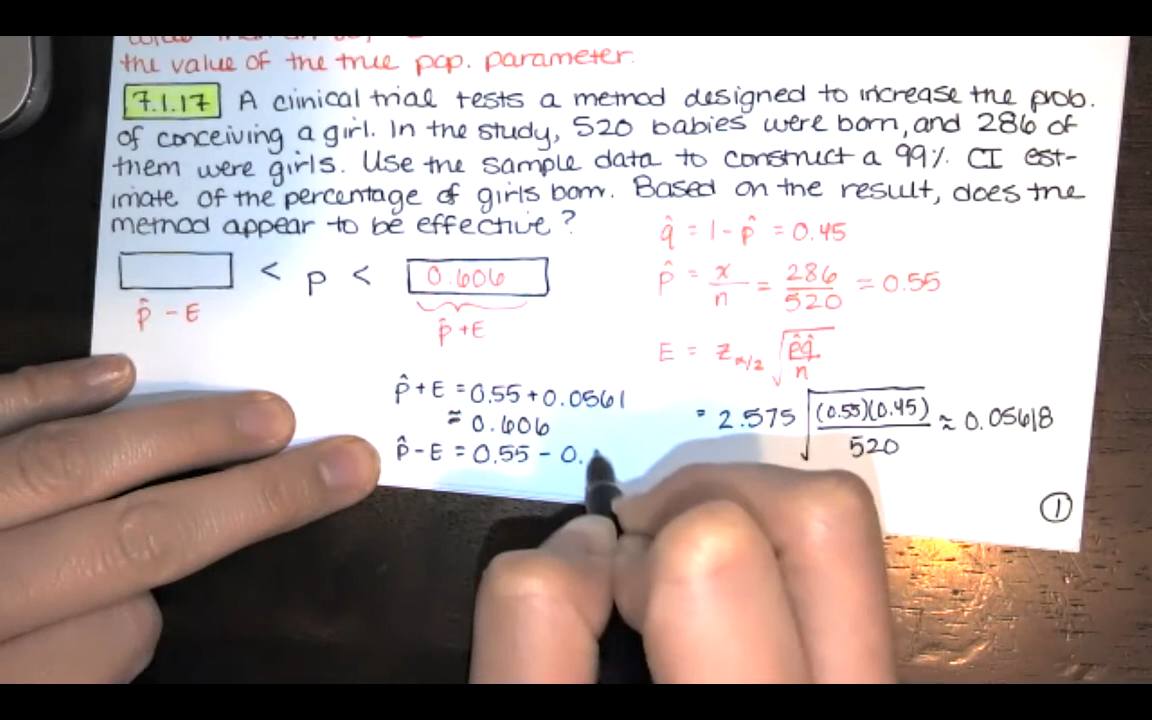 the value of the true pop. parameter.
7.1.17 A clinical trial tests a method designed to increase the prob.
of conceiving a girl. In the study, 520 babies were born, and 286 of
them were girls. Use the sample data to construct a 99% CI est-
imate of the percentage of girls born. Based on the result, does the
method appear to be effective?
q̂ = 1 - p̂ = 0.45
< p < 0.606
p̂ - E
p̂ + E
p̂ = x/n = 286/520 = 0.55
E = z α/2 √(p̂q̂/n)
p̂ + E = 0.55 + 0.0561
≈ 0.606
p̂ - E = 0.55 - 0.
= 2.575 √((0.55)(0.45)/520) ≈ 0.05618
1